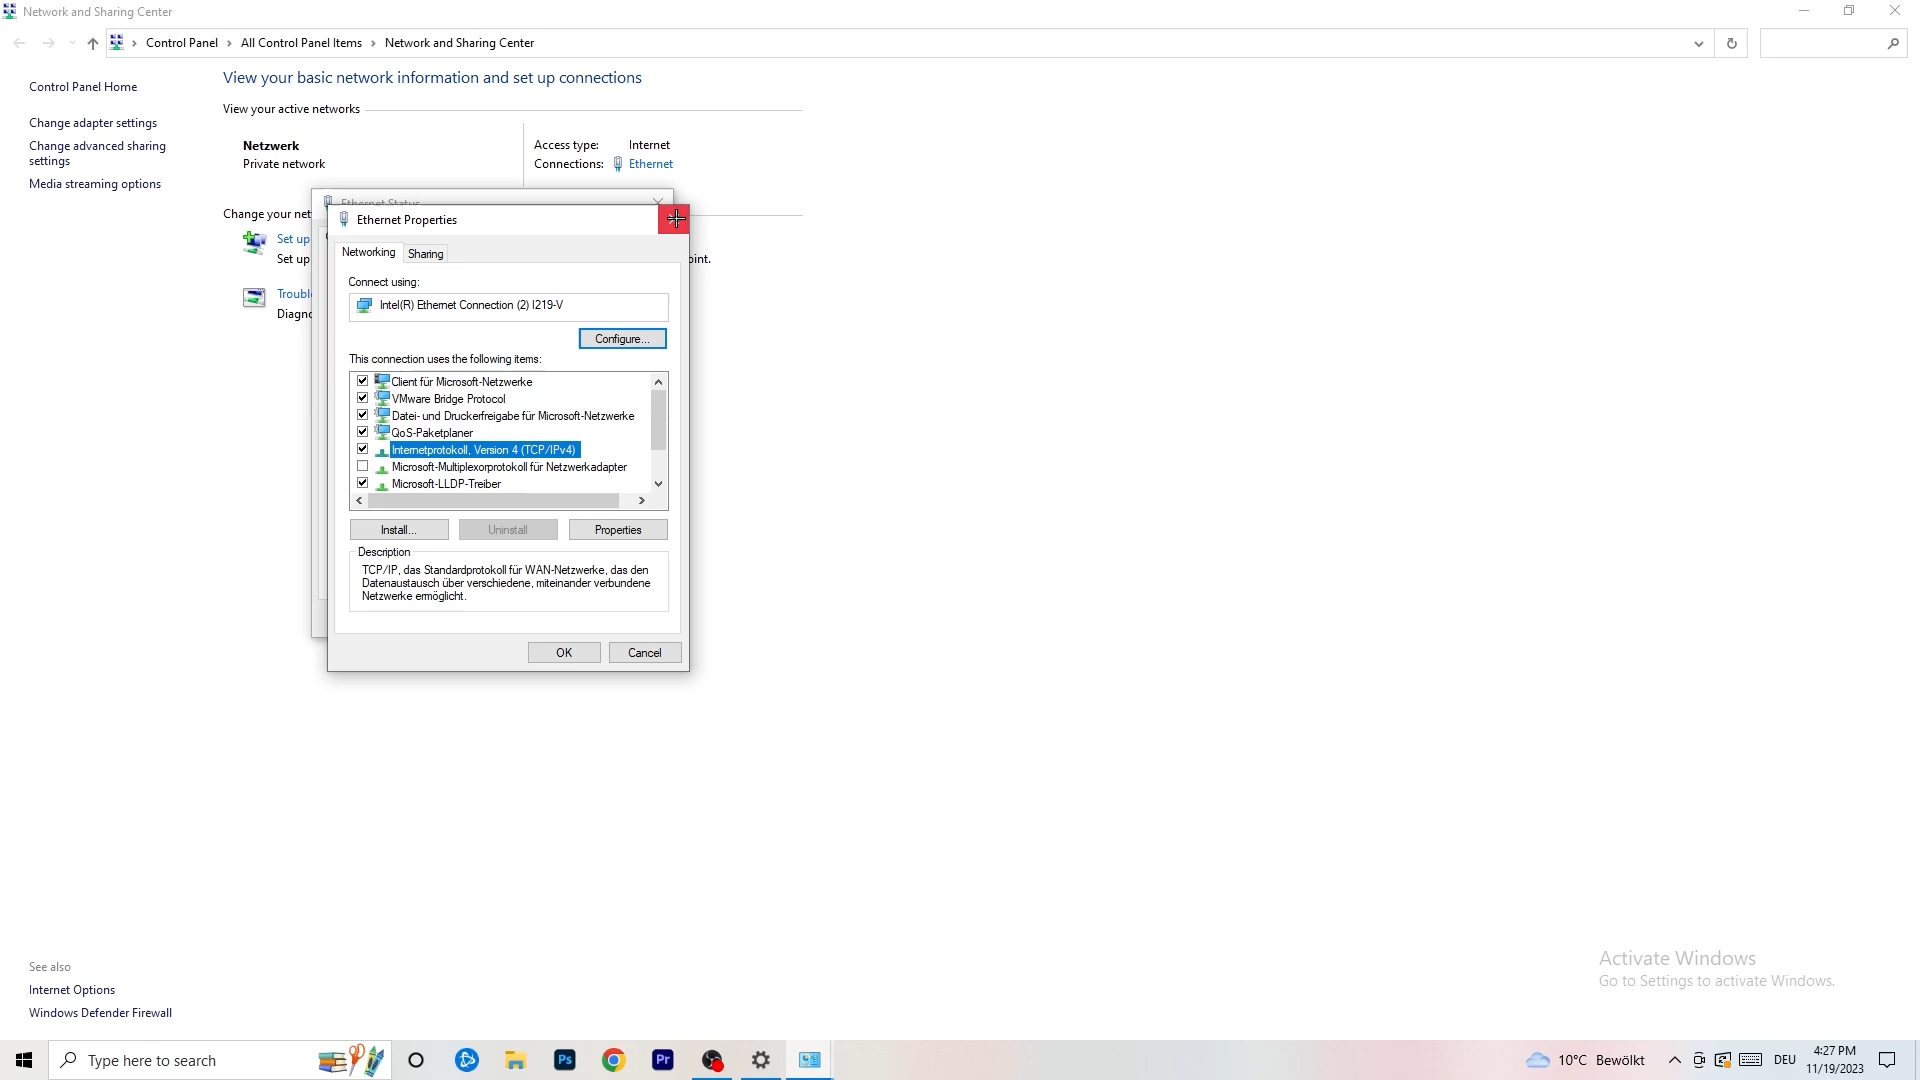 Network and Sharing Center
Control Panel
All Control Panel Items
Network and Sharing Center
Control Panel Home
Change adapter settings
Change advanced sharing
settings
Media streaming options
View your basic network information and set up connections
View your active networks
Netzwerk
Private network
Access type: Internet
Connections: Ethernet
Change your net
Set up
Set up
oint.
Troubl
Diagno
Ethernet Status
Ethernet Properties
Networking
Sharing
Connect using:
Intel(R) Ethernet Connection (2) I219-V
Configure...
This connection uses the following items:
Client für Microsoft-Netzwerke
VMware Bridge Protocol
Datei- und Druckerfreigabe für Microsoft-Netzwerke
QoS-Paketplaner
Internetprotokoll, Version 4 (TCP/IPv4)
Microsoft-Multiplexorprotokoll für Netzwerkadapter
Microsoft-LLDP-Treiber
Install...
Uninstall
Properties
Description
TCP/IP, das Standardprotokoll für WAN-Netzwerke, das den
Datenaustausch über verschiedene, miteinander verbundene
Netzwerke ermöglicht.
OK
Cancel
See also
Internet Options
Windows Defender Firewall
Activate Windows
Go to Settings to activate Windows.
Type here to search
Ps
Pr
10°C Bewölkt
DEU
4:27 PM
11/19/2023